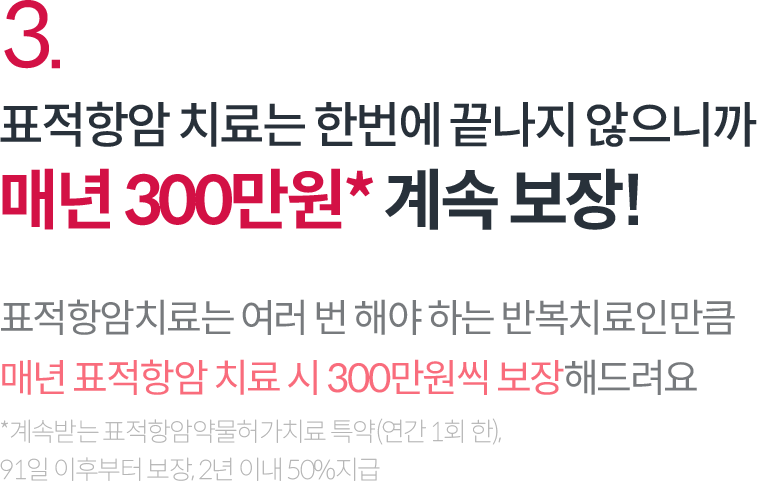 3.
표적항암 치료는 한번에 끝나지 않으니까
매년 300만원* 계속 보장!
표적항암치료는 여러 번 해야 하는 반복치료인만큼
매년 표적항암 치료 시 300만원씩 보장해드려요
*계속받는 표적항암약물허가치료 특약(연간 1회 한),
91일 이후부터 보장, 2년 이내 50%지급